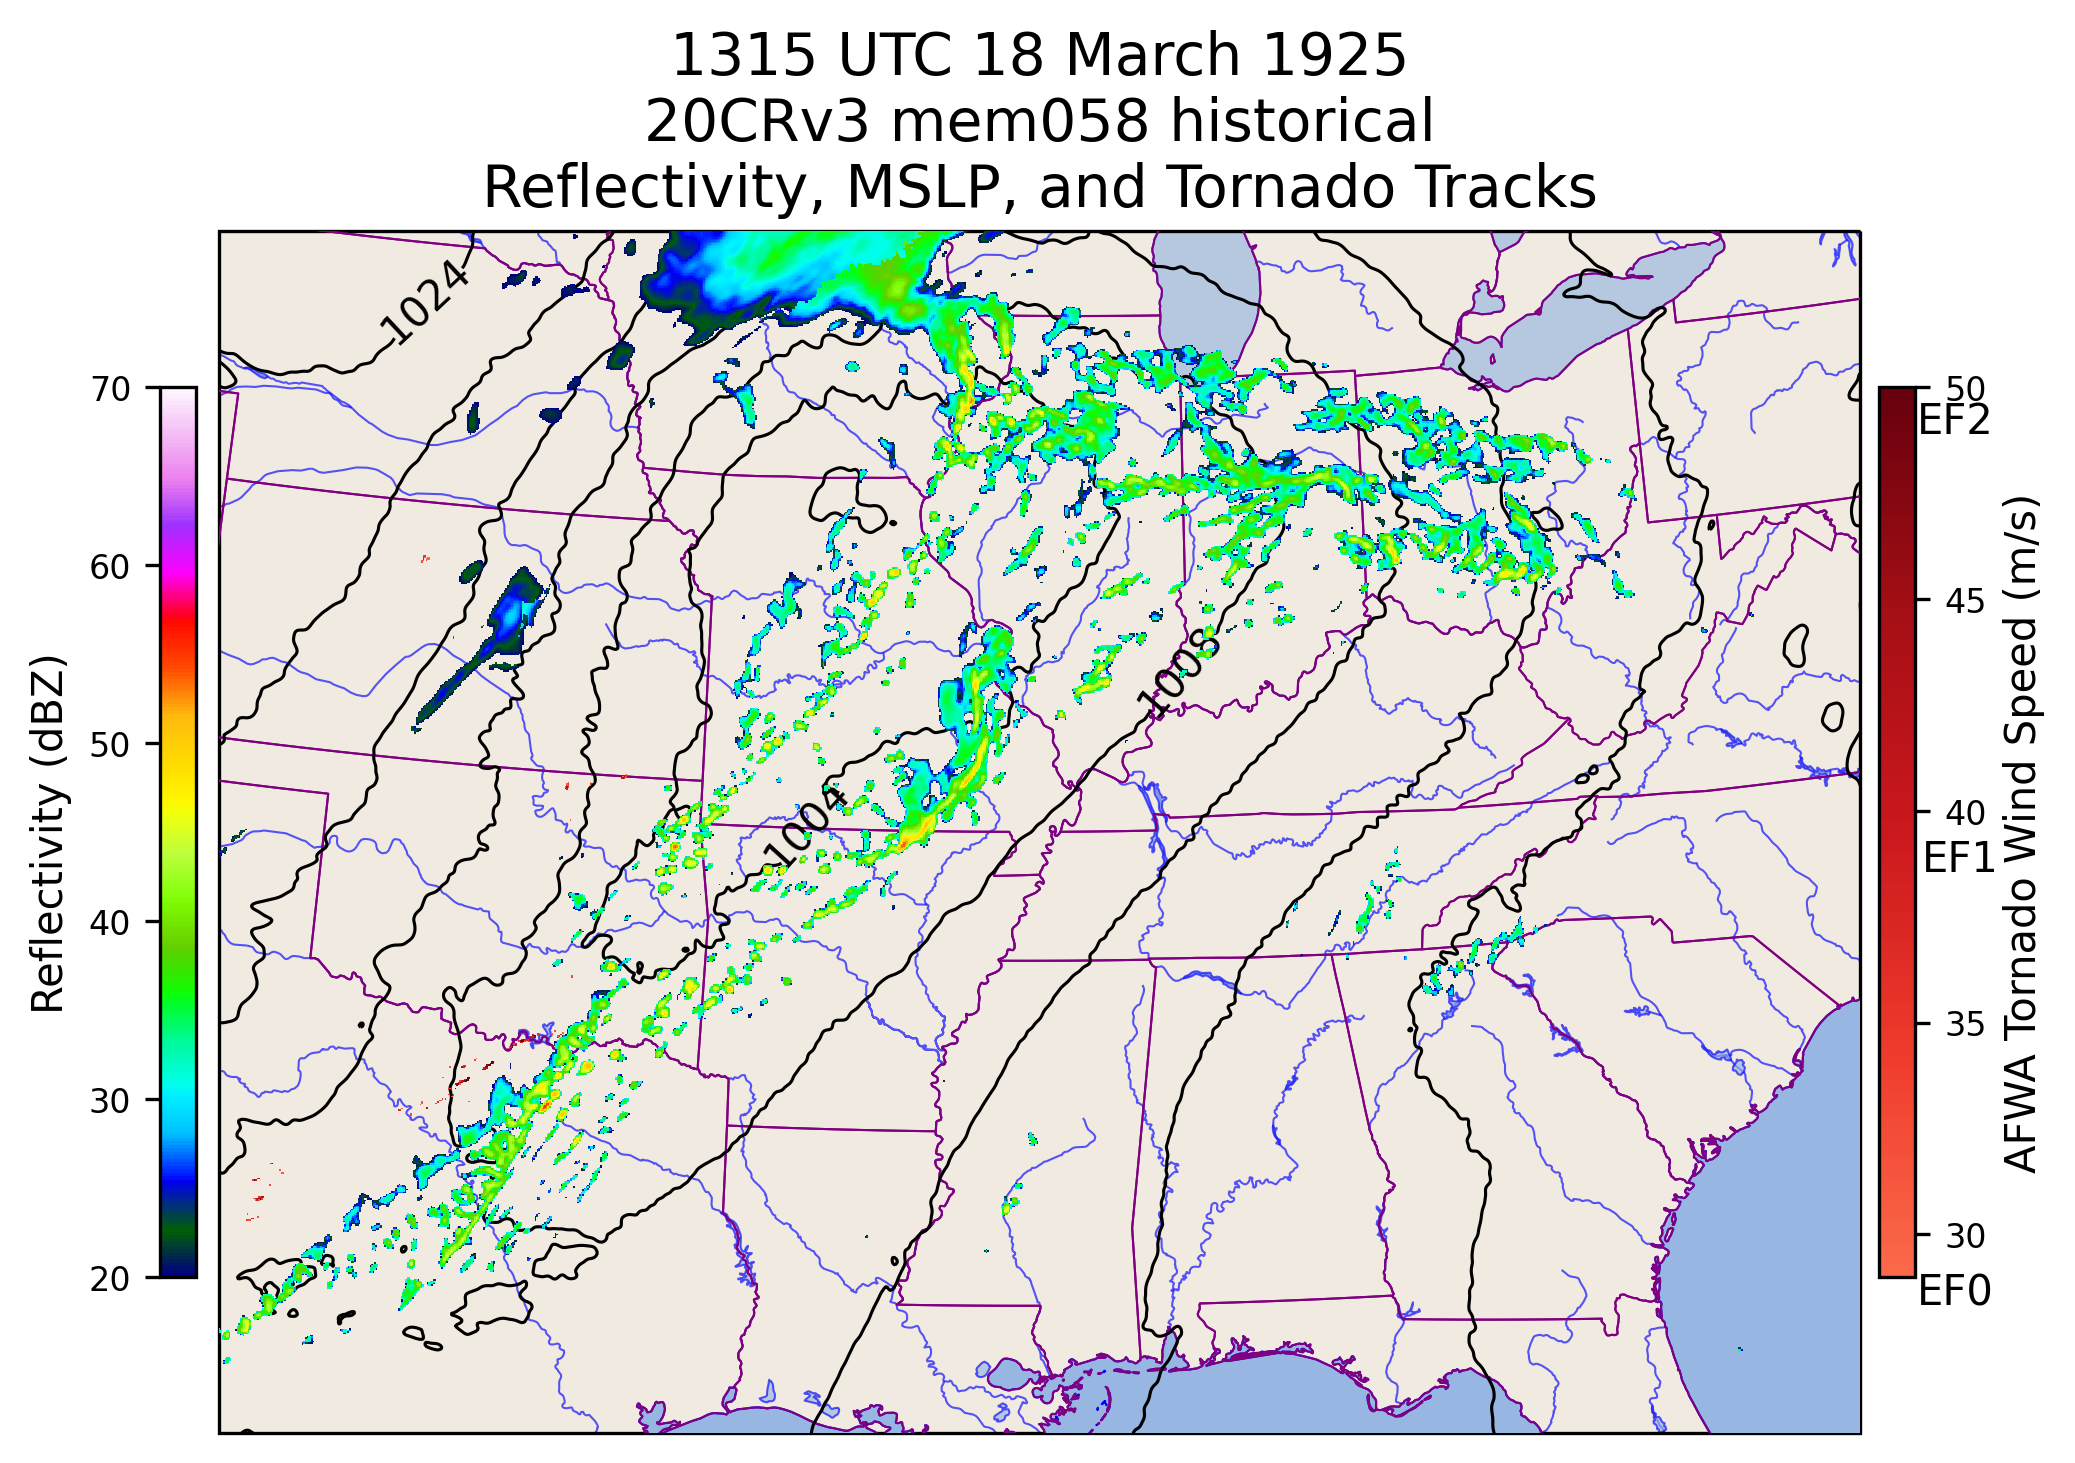 1315 UTC 18 March 1925
20CRv3 mem058 historical
Reflectivity, MSLP, and Tornado Tracks
1024
1008
1004
Reflectivity (dBZ)
70
60
50
40
30
20
50
EF2
45
40
EF1
35
30
EF0
AFWA Tornado Wind Speed (m/s)